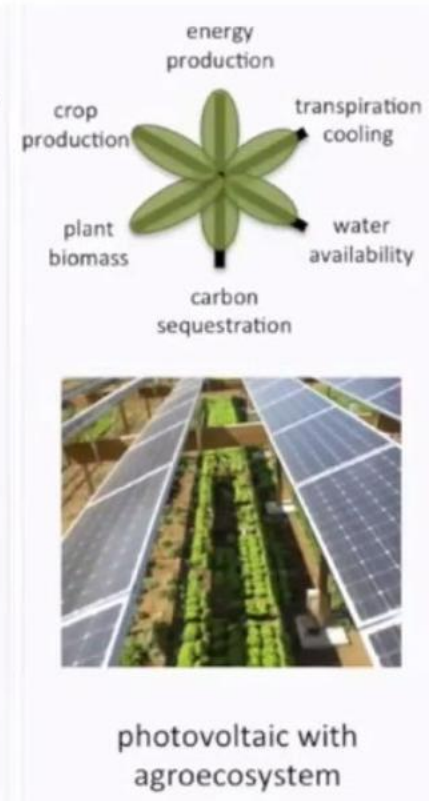 energy
production
crop
production
transpiration
cooling
plant
biomass
water
availability
carbon
sequestration
photovoltaic with
agroecosystem